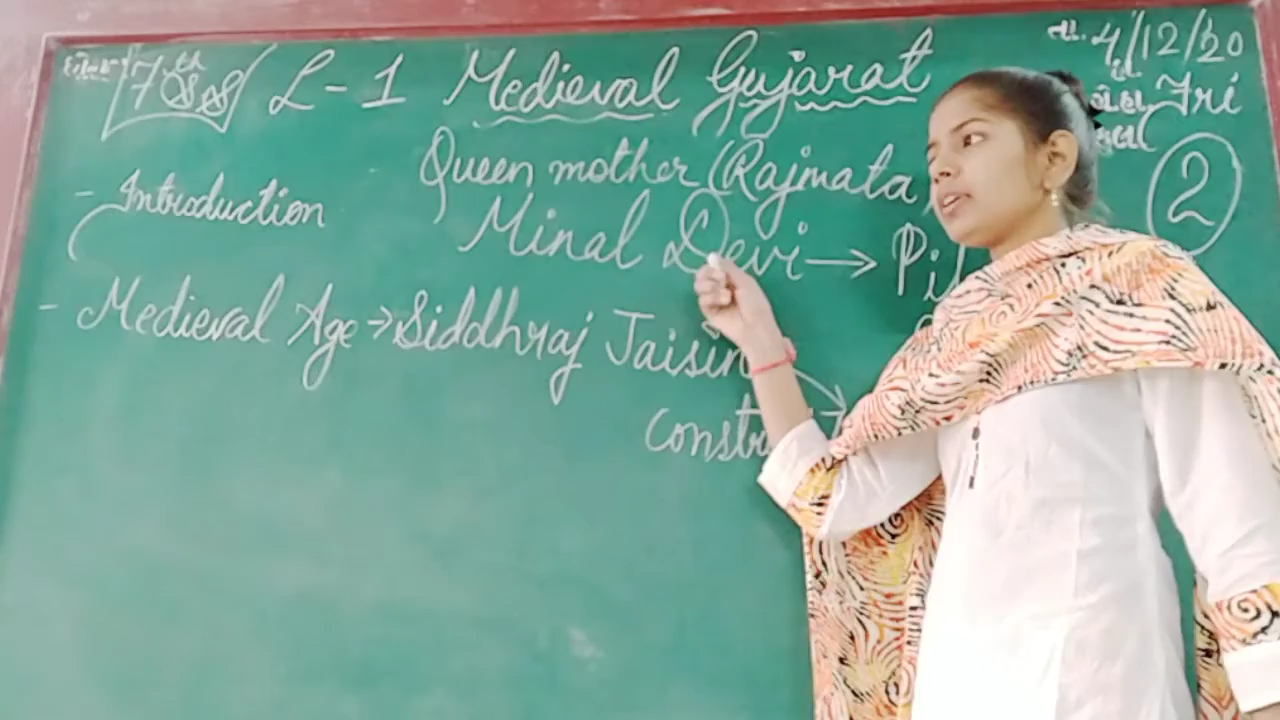 7th SS L-1 Medieval Gujarat
તા. 4/12/20
Fri
2
Queen mother (Rajmata
- Introduction
Minal Devi →
- Medieval Age → Siddhraj Jaisin
Constr